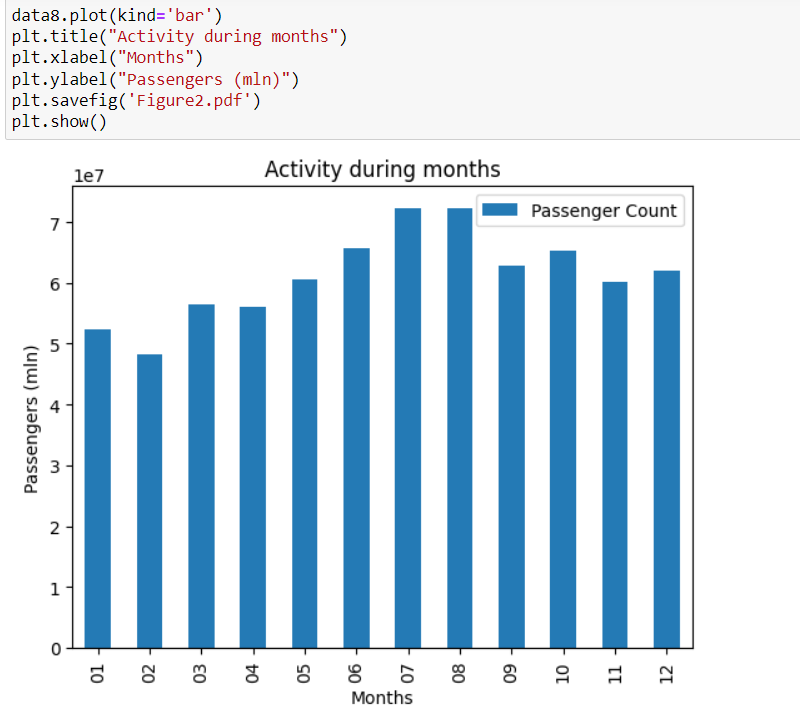 data8.plot(kind='bar')
plt.title("Activity during months")
plt.xlabel("Months")
plt.ylabel("Passengers (mln)")
plt.savefig('Figure2.pdf')
plt.show()
Activity during months
1e7
Passenger Count
7
6
5
4
3
2
1
0
Passengers (mln)
01 02 03 04 05 06 07 08 09 10 11 12
Months